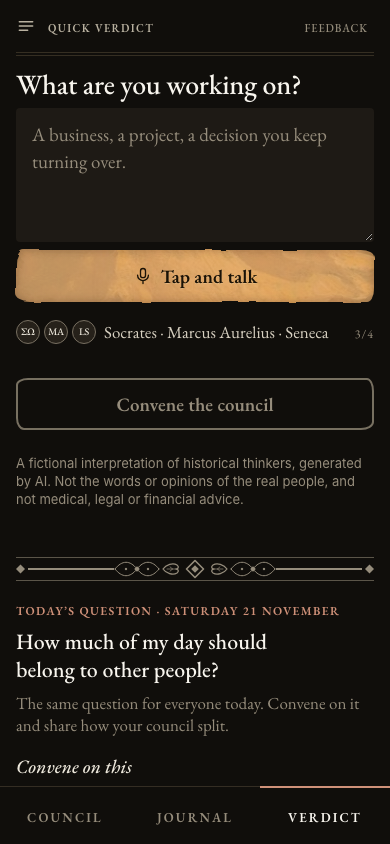 QUICK VERDICT
FEEDBACK
What are you working on?
A business, a project, a decision you keep
turning over.
Tap and talk
ΣΩ MA LS Socrates · Marcus Aurelius · Seneca 3/4
Convene the council
A fictional interpretation of historical thinkers, generated
by AI. Not the words or opinions of the real people, and
not medical, legal or financial advice.
TODAY'S QUESTION · SATURDAY 21 NOVEMBER
How much of my day should
belong to other people?
The same question for everyone today. Convene on it
and share how your council split.
Convene on this
COUNCIL
JOURNAL
VERDICT